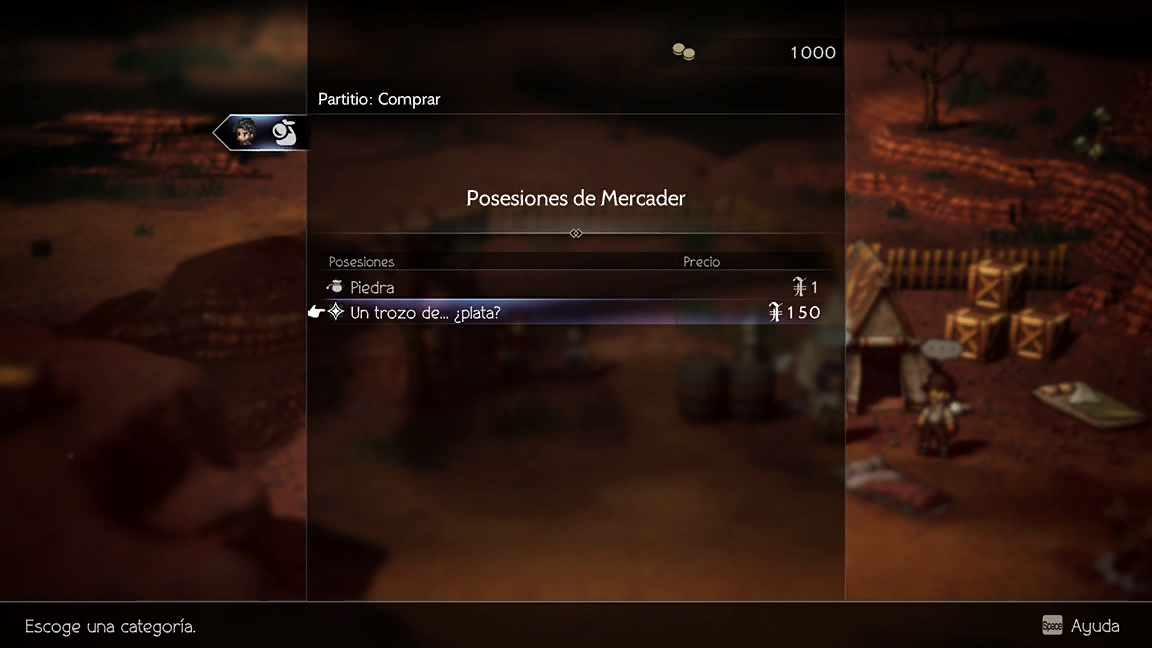 1000
Partitio: Comprar
Posesiones de Mercader
Posesiones Precio
Piedra 1
Un trozo de... ¿plata? 150
Escoge una categoría.
Space Ayuda